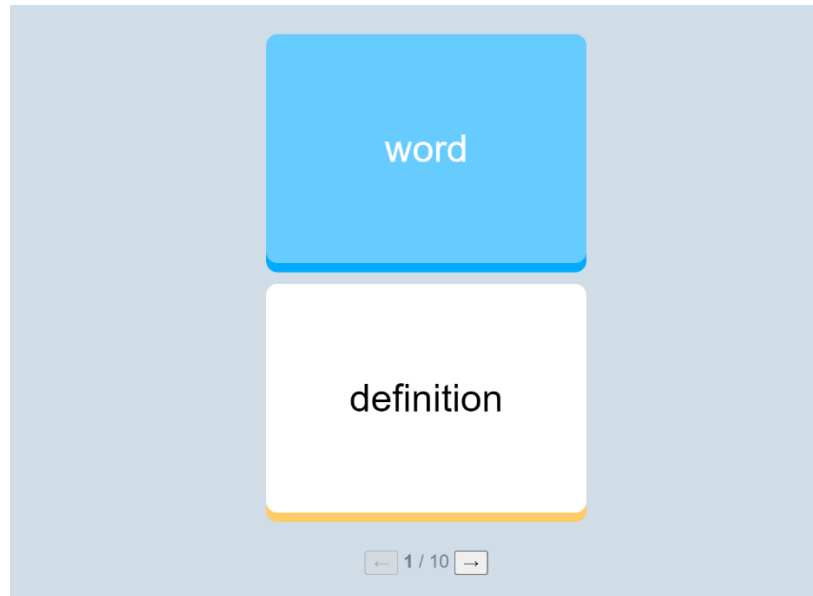 word
definition
← 1 / 10 →